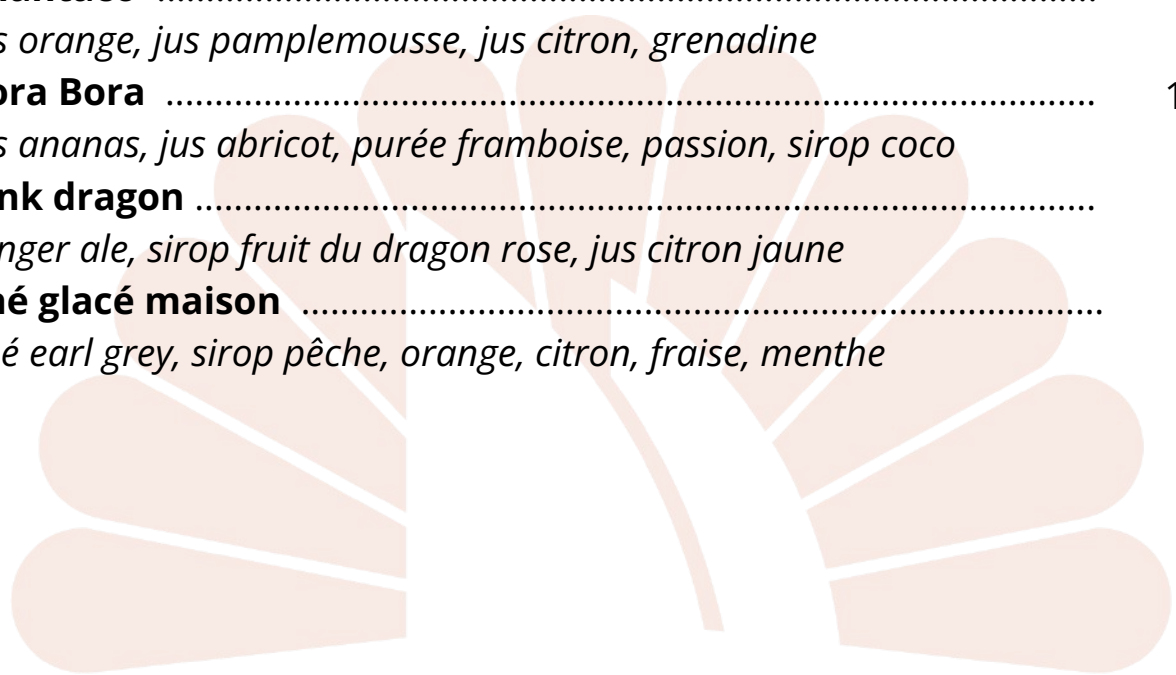 s orange, jus pamplemousse, jus citron, grenadine
ora Bora ........................................................................................... 1
s ananas, jus abricot, purée framboise, passion, sirop coco
nk dragon ........................................................................................
nger ale, sirop fruit du dragon rose, jus citron jaune
né glacé maison ................................................................................
é earl grey, sirop pêche, orange, citron, fraise, menthe